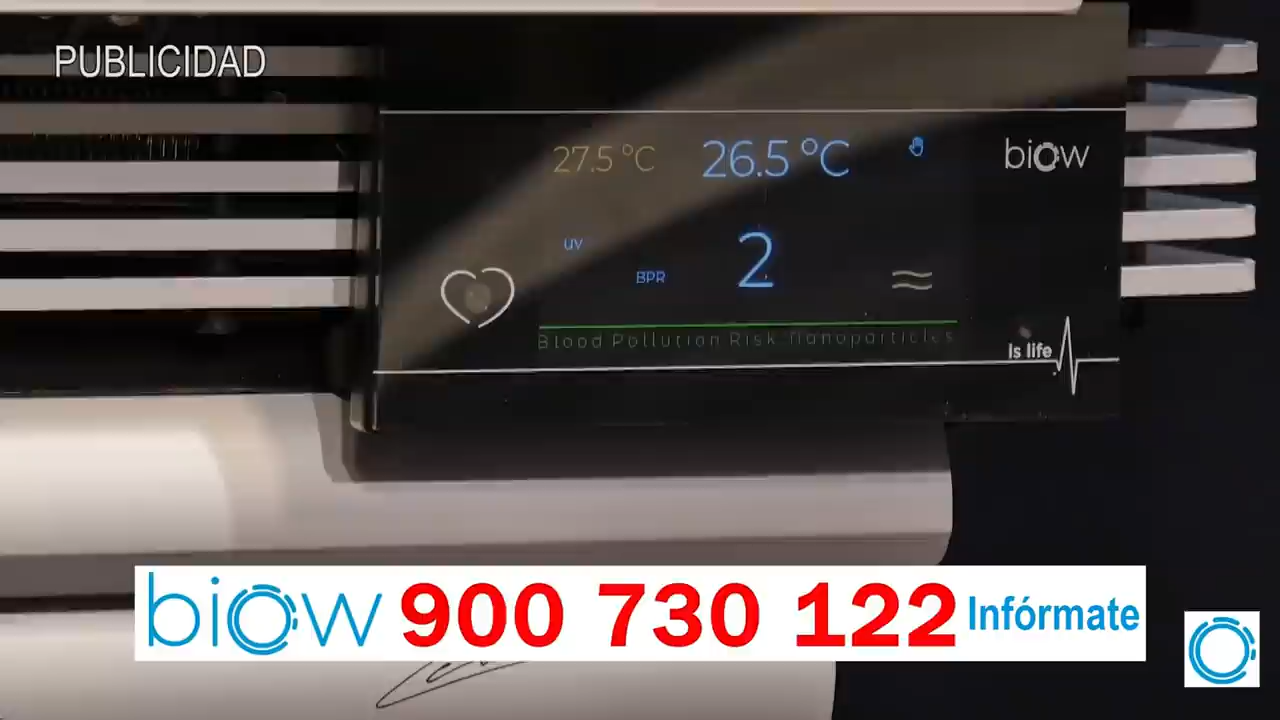 PUBLICIDAD
27.5 °C 26.5 °C biow
UV
BPR 2
Blood Pollution Risk Nanoparticles
is life
biow 900 730 122 Infórmate